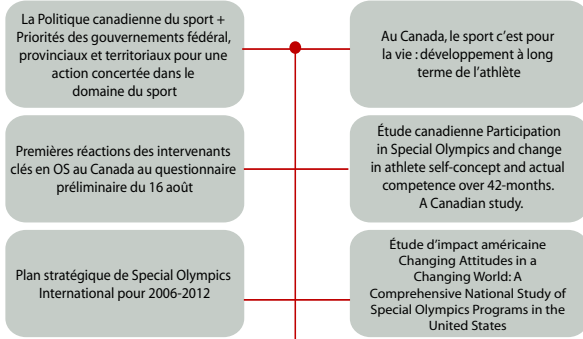 La Politique canadienne du sport +
Priorités des gouvernements fédéral,
provinciaux et territoriaux pour une
action concertée dans le
domaine du sport
Au Canada, le sport c'est pour
la vie : développement à long
terme de l'athlète
Premières réactions des intervenants
clés en OS au Canada au questionnaire
préliminaire du 16 août
Étude canadienne Participation
in Special Olympics and change
in athlete self-concept and actual
competence over 42-months.
A Canadian study.
Plan stratégique de Special Olympics
International pour 2006-2012
Étude d'impact américaine
Changing Attitudes in a
Changing World: A
Comprehensive National Study of
Special Olympics Programs in the
United States